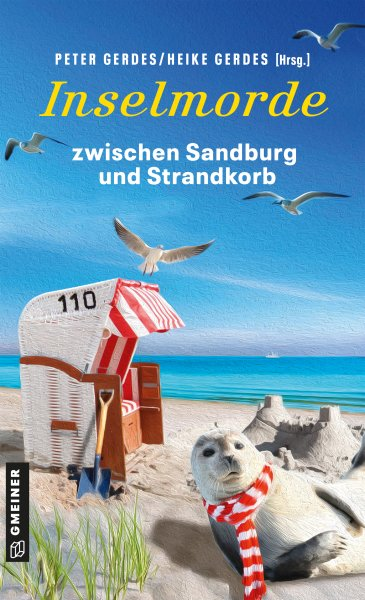 PETER GERDES/HEIKE GERDES [Hrsg.]
Inselmorde
zwischen Sandburg
und Strandkorb
110
GMEINER